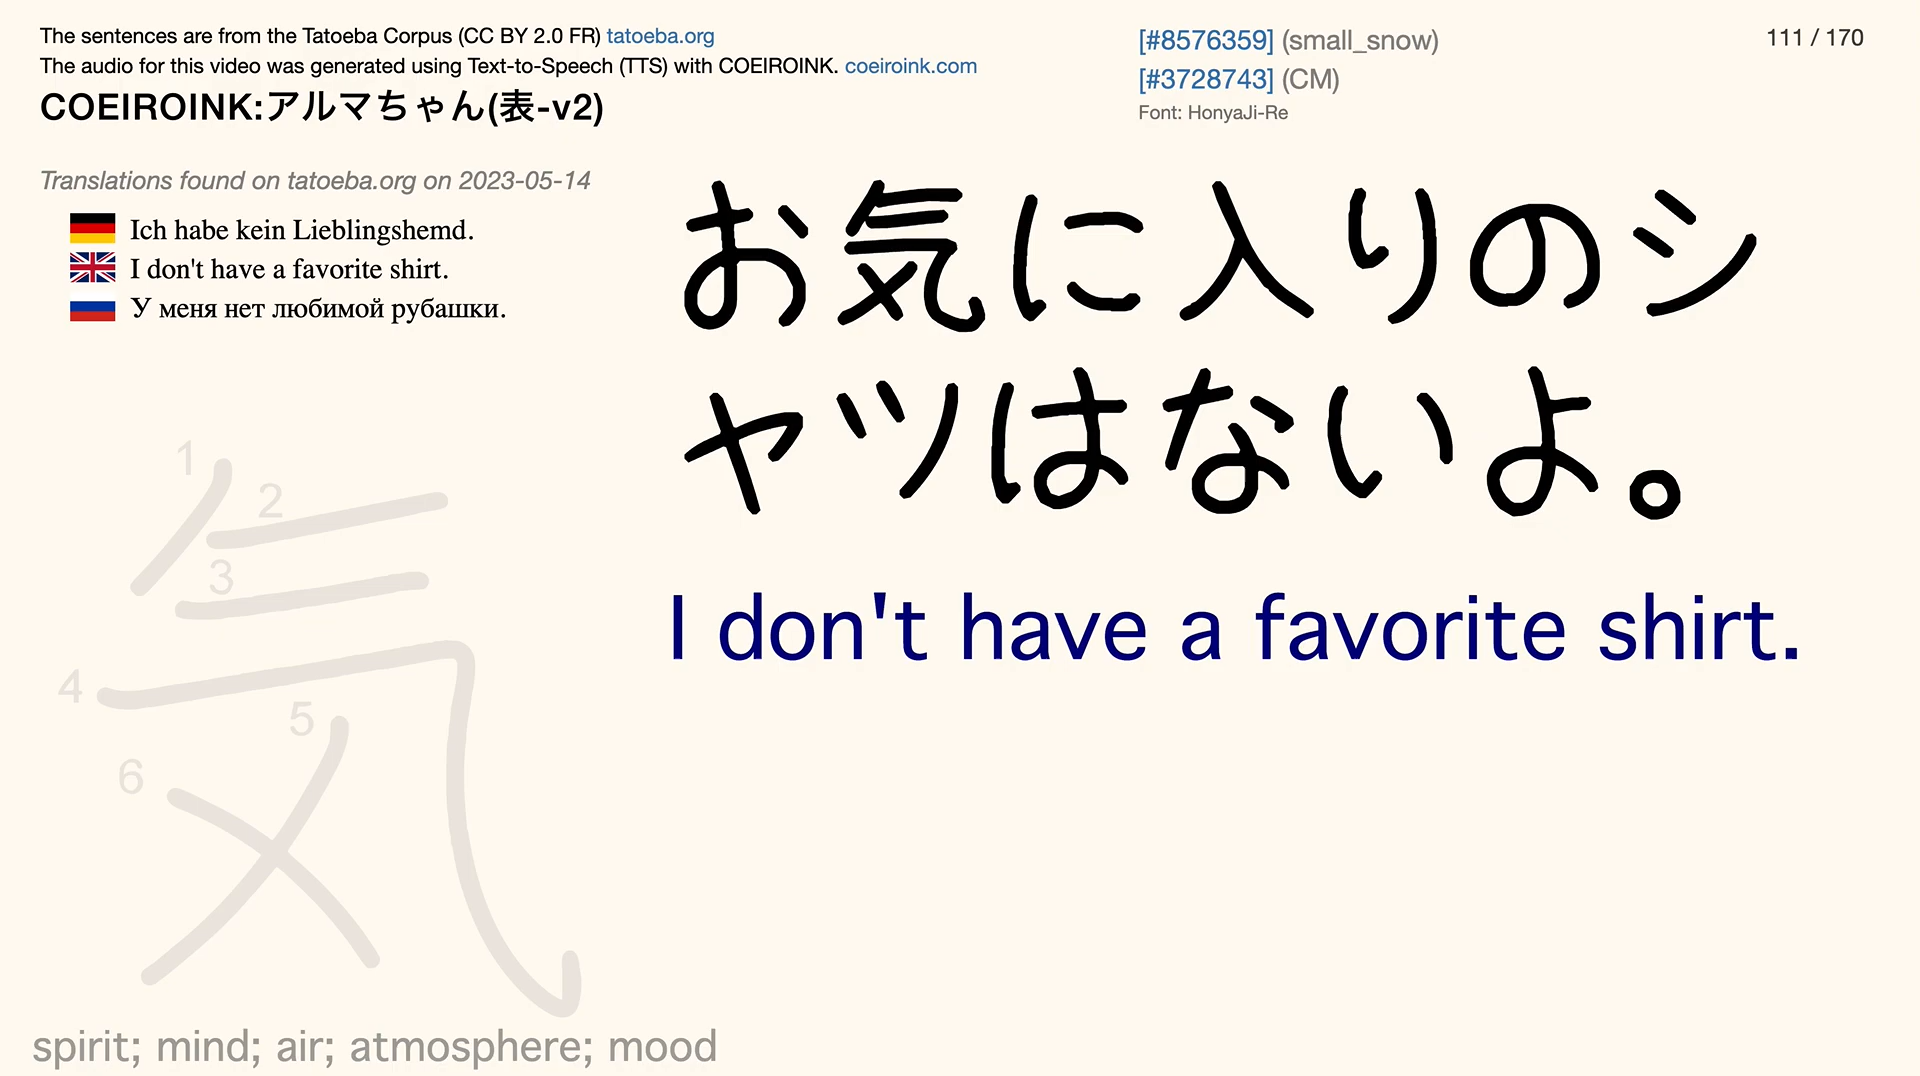 The sentences are from the Tatoeba Corpus (CC BY 2.0 FR) tatoeba.org
The audio for this video was generated using Text-to-Speech (TTS) with COEIROINK. coeiroink.com
COEIROINK:アルマちゃん(表-v2)
[#8576359] (small_snow)
[#3728743] (CM)
Font: HonyaJi-Re
111 / 170
Translations found on tatoeba.org on 2023-05-14
Ich habe kein Lieblingshemd.
I don't have a favorite shirt.
У меня нет любимой рубашки.
お気に入りのシ
ャツはないよ。
I don't have a favorite shirt.
1
2
3
4
5
6
気
spirit; mind; air; atmosphere; mood